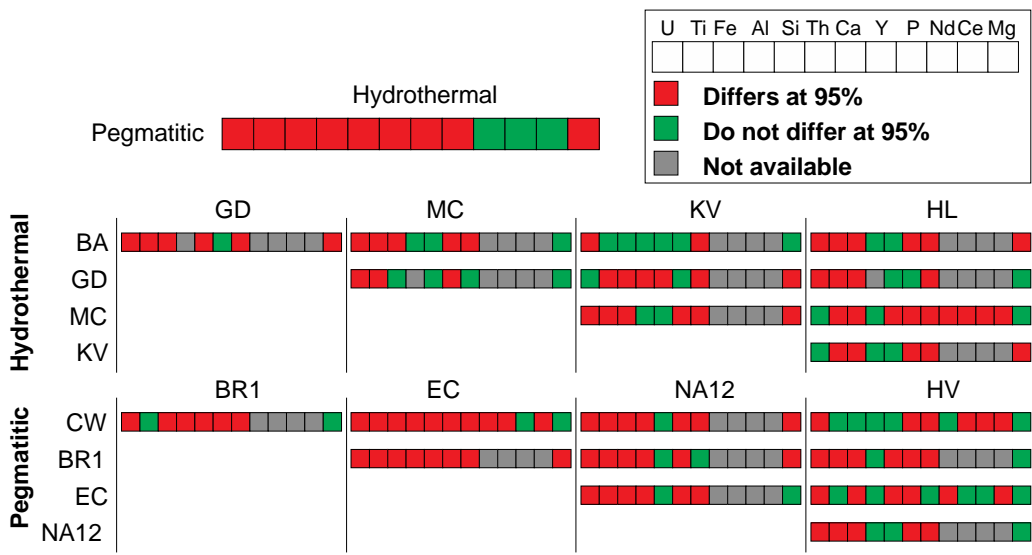 U Ti Fe Al Si Th Ca Y P Nd Ce Mg
Differs at 95%
Do not differ at 95%
Not available
Hydrothermal
Pegmatitic
Hydrothermal
GD MC KV HL
BA
GD
MC
KV
Pegmatitic
BR1 EC NA12 HV
CW
BR1
EC
NA12